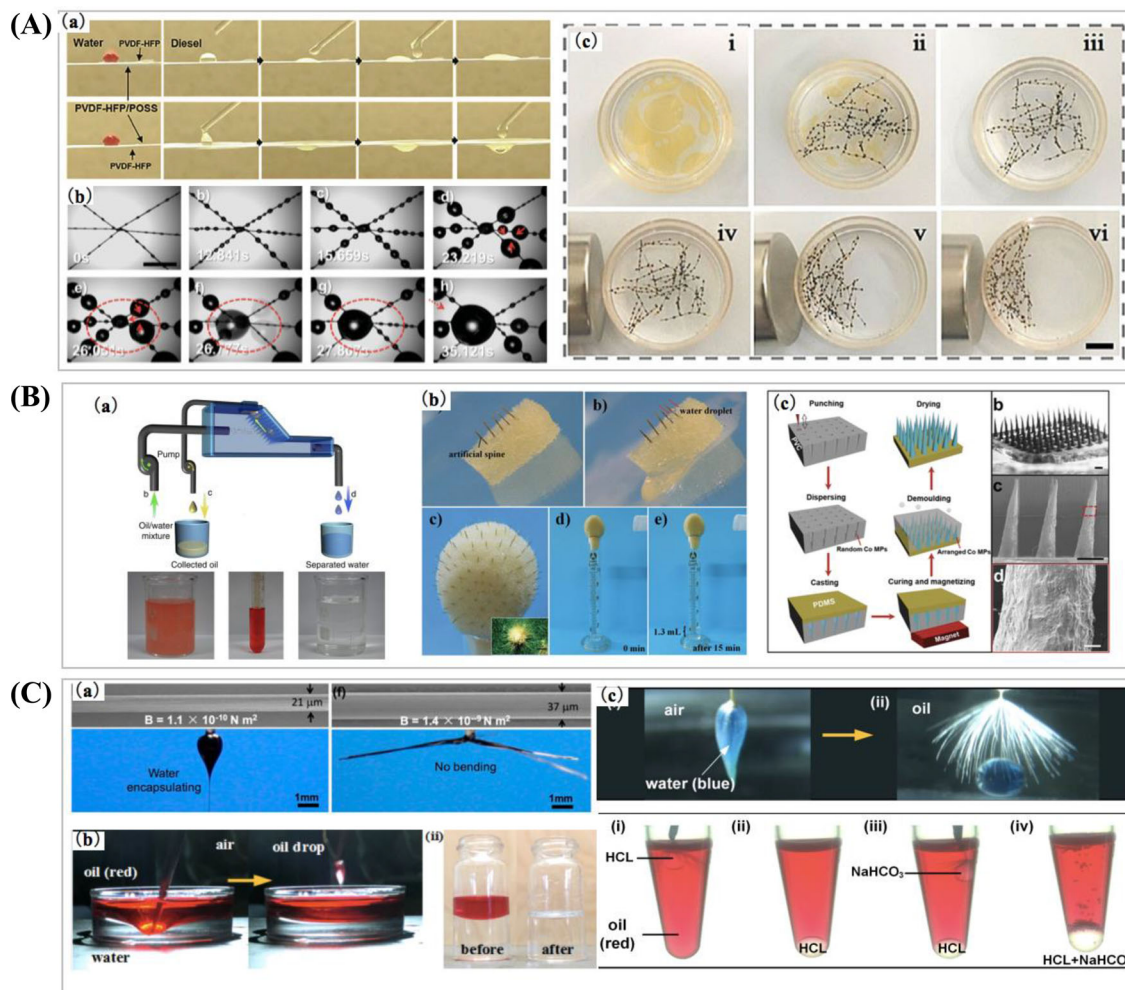 (A)
(a)
Water
PVDF-HFP
Diesel
PVDF-HFP/POSS
PVDF-HFP
(b)
b)
c)
d)
0s
12.841s
15.659s
23.219s
e)
f)
g)
h)
35.121s
(c)
i
ii
iii
iv
v
vi
(B)
(a)
Pump
b
c
d
Oil/water
mixture
Collected oil
Separated water
(b)
artificial spine
b)
water droplet
c)
d)
e)
1.3 mL
0 min
after 15 min
(c)
Punching
PVC
Dispersing
Random Co MPs
Casting
PDMS
Drying
Demoulding
Arranged Co MPs
Curing and magnetizing
Magnet
b
c
d
(C)
(a)
21 μm
B = 1.1 × 10⁻¹⁰ N m²
Water
encapsulating
1mm
(f)
37 μm
B = 1.4 × 10⁻⁹ N m²
No bending
1mm
(b)
air
oil (red)
oil drop
water
(ii)
before
after
(c)
air
water (blue)
(ii)
oil
(i)
HCL
oil
(red)
(ii)
HCL
(iii)
NaHCO₃
HCL
(iv)
HCL+NaHCO